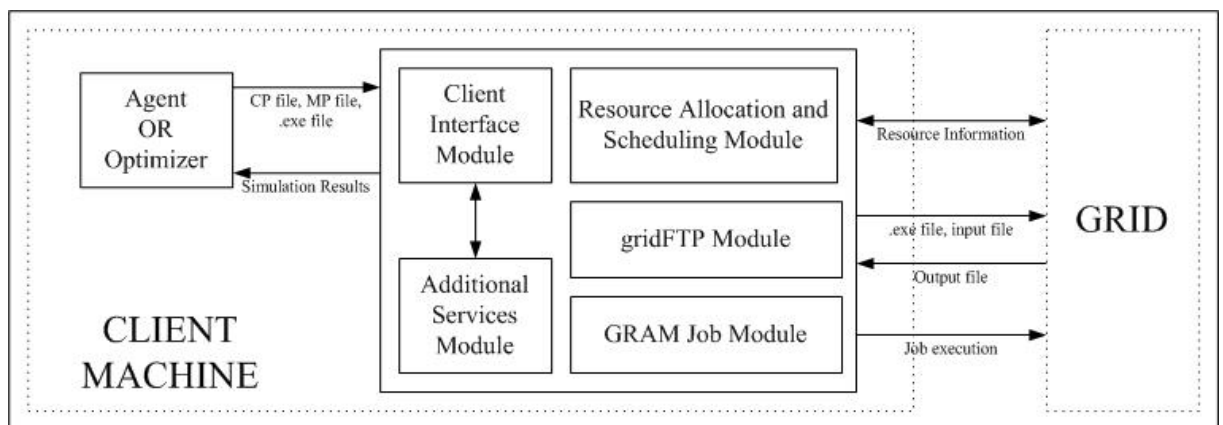 Agent
OR
Optimizer
CP file, MP file,
.exe file
Simulation Results
Client
Interface
Module
Additional
Services
Module
Resource Allocation and
Scheduling Module
gridFTP Module
GRAM Job Module
Resource Information
.exe file, input file
Output file
Job execution
GRID
CLIENT
MACHINE